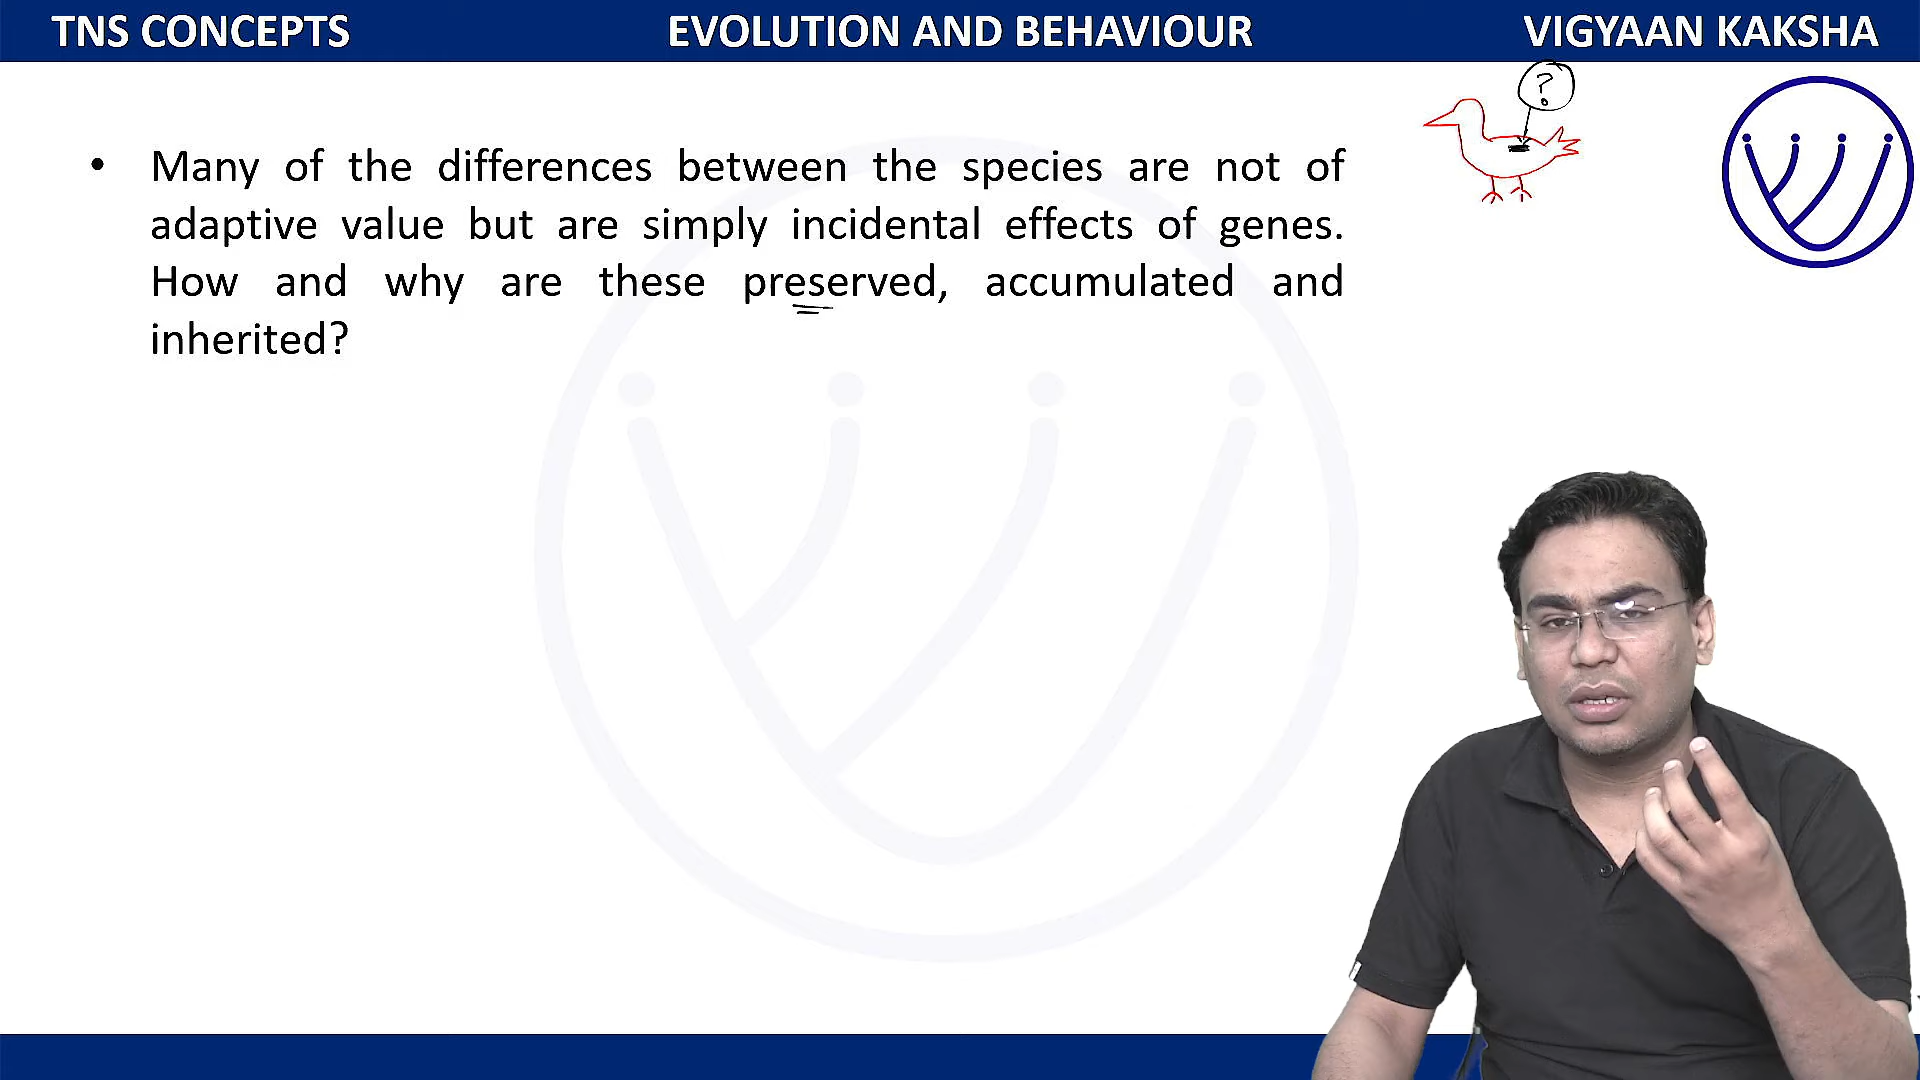 TNS CONCEPTS
EVOLUTION AND BEHAVIOUR
VIGYAAN KAKSHA
?
• Many of the differences between the species are not of
adaptive value but are simply incidental effects of genes.
How and why are these preserved, accumulated and
inherited?